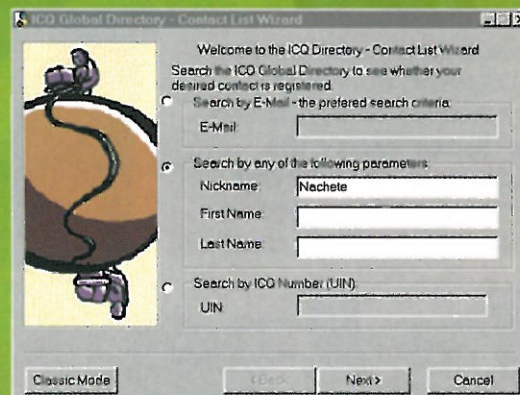 ICQ Global Directory - Contact List Wizard
Welcome to the ICQ Directory - Contact List Wizard
Search the ICQ Global Directory to see whether your
desired contact is registered.
Search by E-Mail - the prefered search criteria:
E-Mail:
Search by any of the following parameters:
Nickname:
Nachete
First Name:
Last Name:
Search by ICQ Number (UIN)
UIN:
Classic Mode
< Back
Next >
Cancel